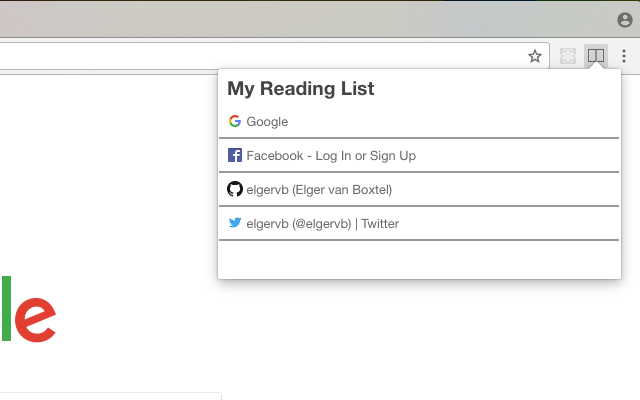 My Reading List
Google
Facebook - Log In or Sign Up
elgervb (Elger van Boxtel)
elgervb (@elgervb) | Twitter
le